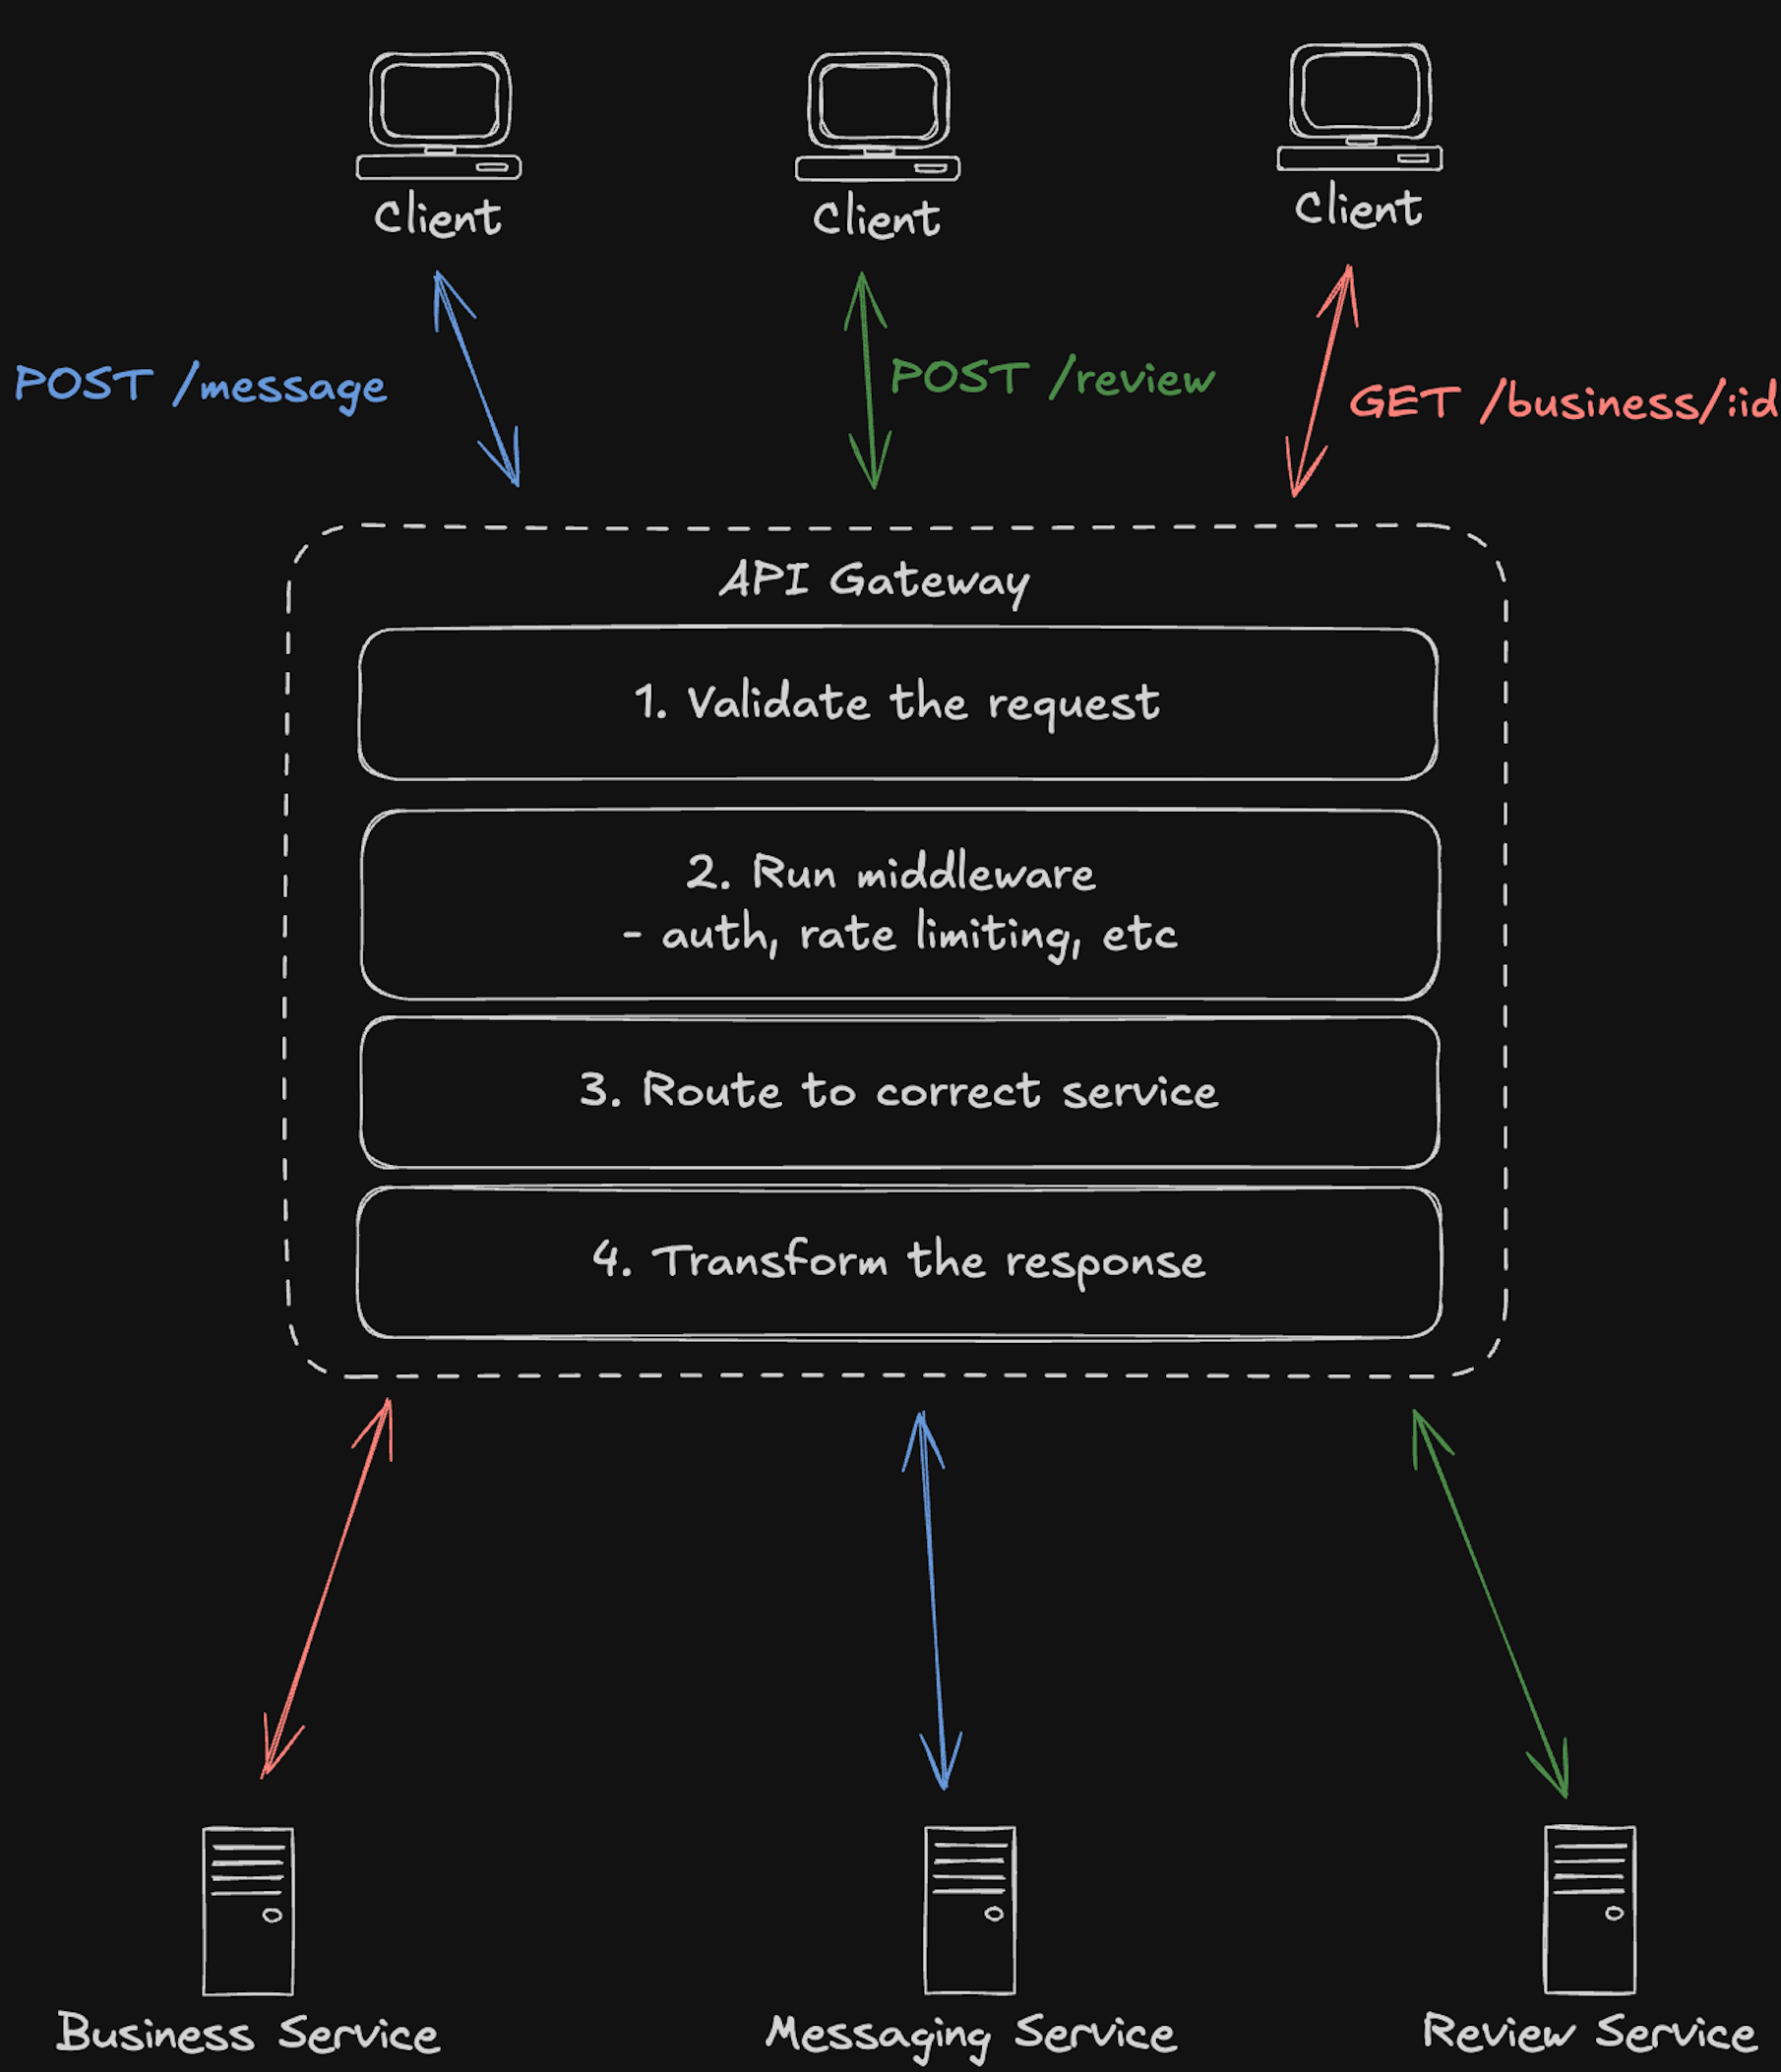 Client
Client
Client
POST /message
POST /review
GET /business/:id
API Gateway
1. Validate the request
2. Run middleware
- auth, rate limiting, etc
3. Route to correct service
4. Transform the response
Business Service
Messaging Service
Review Service